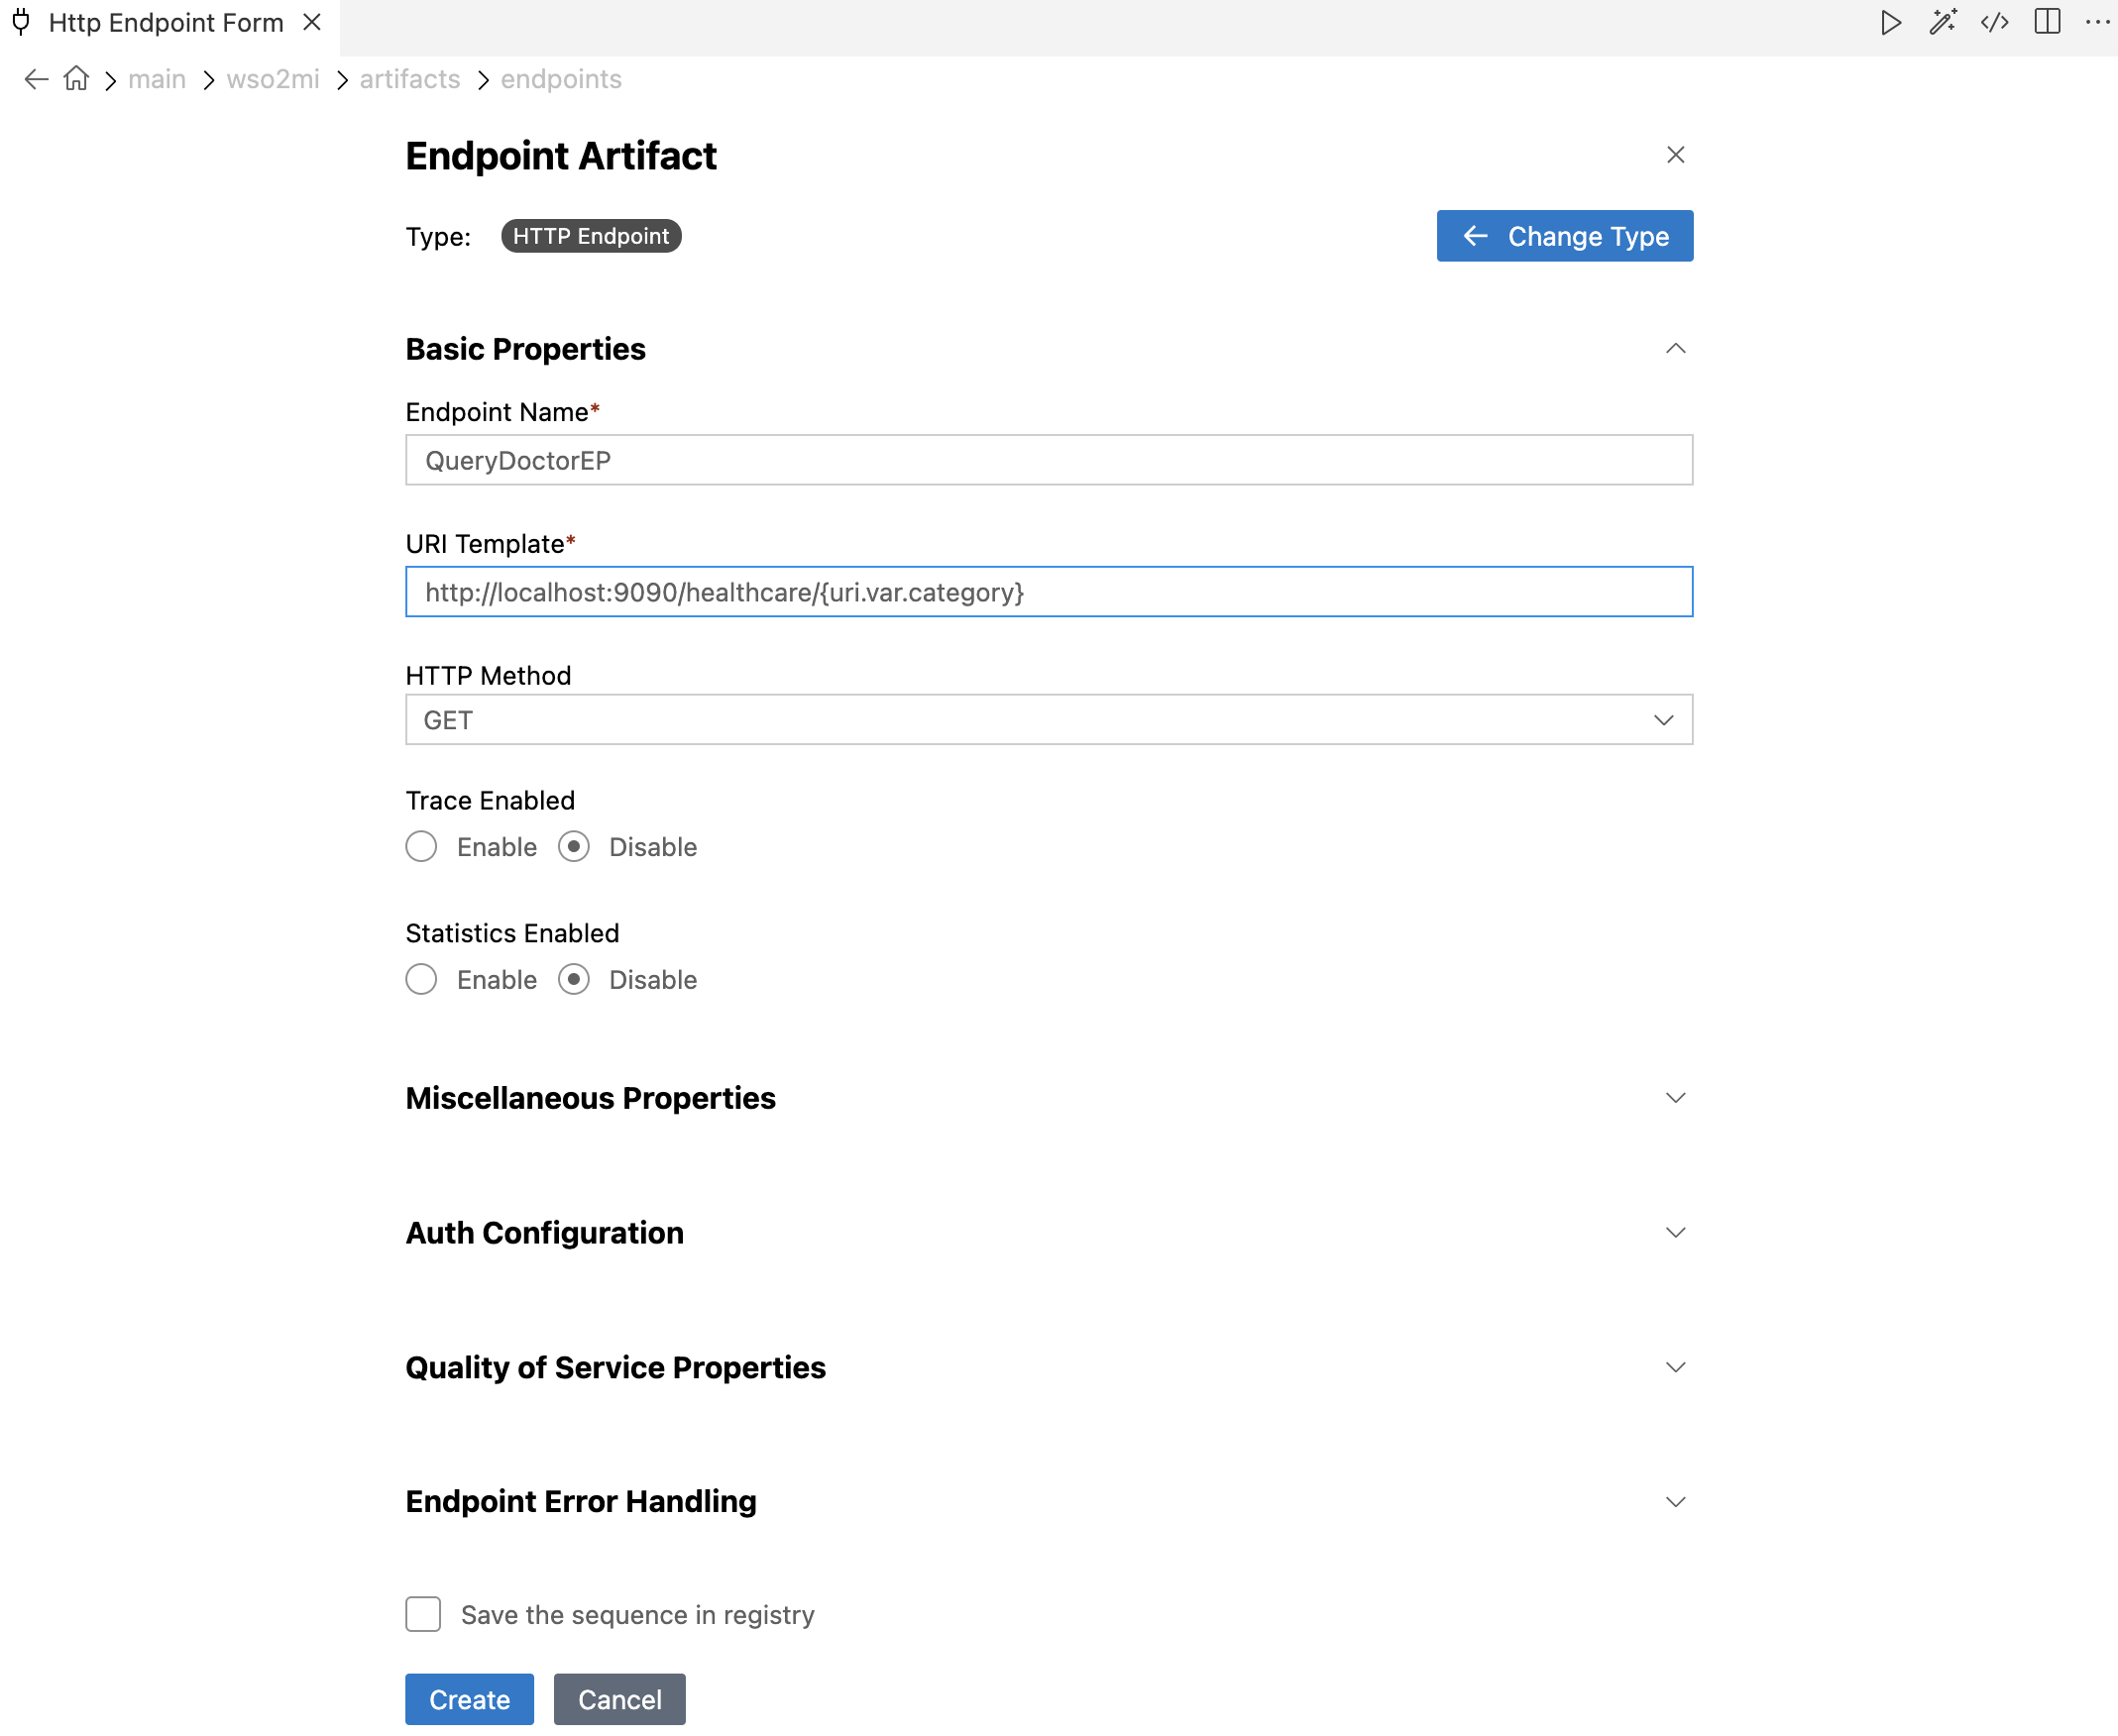 Http Endpoint Form
main wso2mi artifacts endpoints
Endpoint Artifact
Type: HTTP Endpoint Change Type
Basic Properties
Endpoint Name*
QueryDoctorEP
URI Template*
http://localhost:9090/healthcare/{uri.var.category}
HTTP Method
GET
Trace Enabled
Enable Disable
Statistics Enabled
Enable Disable
Miscellaneous Properties
Auth Configuration
Quality of Service Properties
Endpoint Error Handling
Save the sequence in registry
Create Cancel